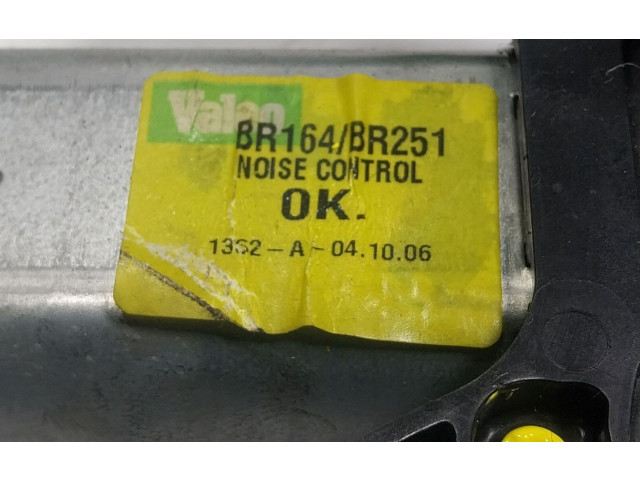 Valeo
BR164/BR251
NOISE CONTROL
OK.
1332-A-04.10.06